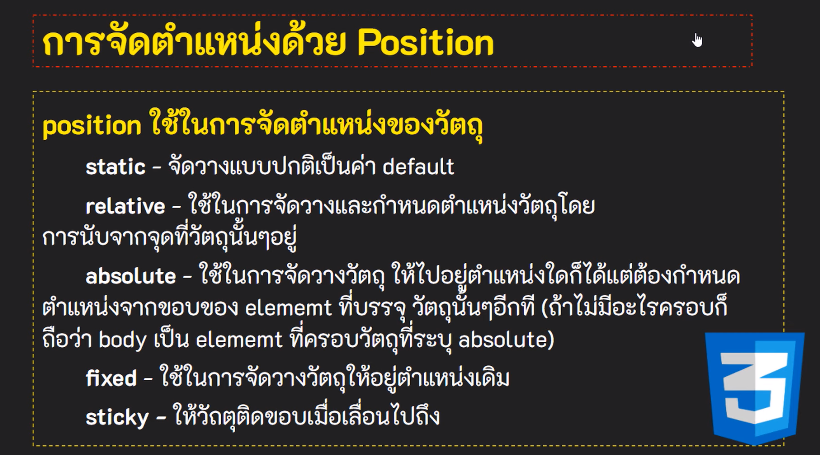 การจัดตำแหน่งด้วย Position
position ใช้ในการจัดตำแหน่งของวัตถุ
static - จัดวางแบบปกติเป็นค่า default
relative - ใช้ในการจัดวางและกำหนดตำแหน่งวัตถุโดย
การนับจากจุดที่วัตถุนั้นๆอยู่
absolute - ใช้ในการจัดวางวัตถุ ให้ไปอยู่ตำแหน่งใดก็ได้แต่ต้องกำหนด
ตำแหน่งจากขอบของ elememt ที่บรรจุ วัตถุนั้นๆอีกที (ถ้าไม่มีอะไรครอบก็
ถือว่า body เป็น elememt ที่ครอบวัตถุที่ระบุ absolute)
fixed - ใช้ในการจัดวางวัตถุให้อยู่ตำแหน่งเดิม
sticky - ให้วัถตุติดขอบเมื่อเลื่อนไปถึง
3